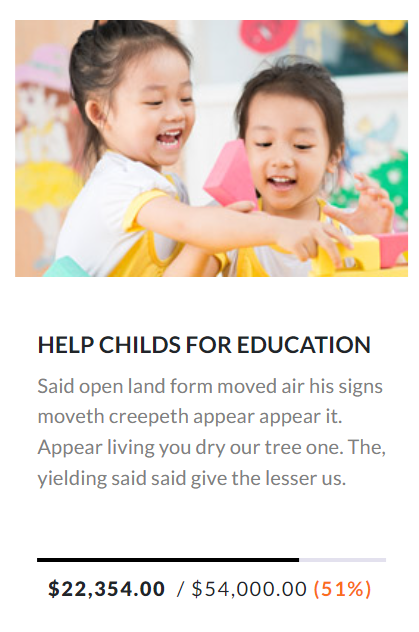 HELP CHILDS FOR EDUCATION
Said open land form moved air his signs
moveth creepeth appear appear it.
Appear living you dry our tree one. The,
yielding said said give the lesser us.
$22,354.00 / $54,000.00 (51%)